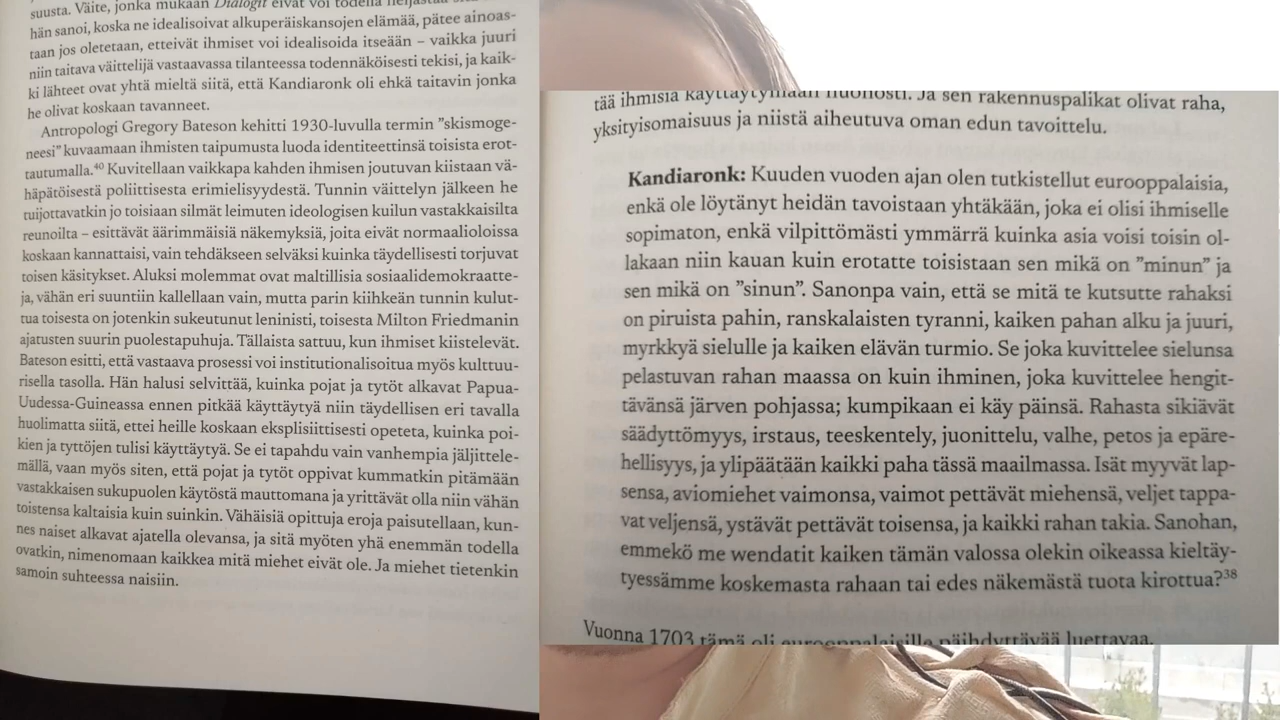 suusta. Väite, jonka mukaan Dialogit eivät voi todella heijastaa
hän sanoi, koska ne idealisoivat alkuperäiskansojen elämää, pätee ainoas-
taan jos oletetaan, etteivät ihmiset voi idealisoida itseään – vaikka juuri
niin taitava väittelijä vastaavassa tilanteessa todennäköisesti tekisi, ja kaik-
ki lähteet ovat yhtä mieltä siitä, että Kandiaronk oli ehkä taitavin jonka
he olivat koskaan tavanneet.
Antropologi Gregory Bateson kehitti 1930-luvulla termin ”skismoge-
neesi” kuvaamaan ihmisten taipumusta luoda identiteettinsä toisista erot-
tautumalla.⁴⁰ Kuvitellaan vaikkapa kahden ihmisen joutuvan kiistaan vä-
häpätöisestä poliittisesta erimielisyydestä. Tunnin väittelyn jälkeen he
tuijottavatkin jo toisiaan silmät leimuten ideologisen kuilun vastakkaisilta
reunoilta – esittävät äärimmäisiä näkemyksiä, joita eivät normaalioloissa
koskaan kannattaisi, vain tehdäkseen selväksi kuinka täydellisesti torjuvat
toisen käsitykset. Aluksi molemmat ovat maltillisia sosiaalidemokraatte-
ja, vähän eri suuntiin kallellaan vain, mutta parin kiihkeän tunnin kulut-
tua toisesta on jotenkin sukeutunut leninisti, toisesta Milton Friedmanin
ajatusten suurin puolestapuhuja. Tällaista sattuu, kun ihmiset kiistelevät.
Bateson esitti, että vastaava prosessi voi institutionalisoitua myös kulttuu-
risella tasolla. Hän halusi selvittää, kuinka pojat ja tytöt alkavat Papua-
Uudessa-Guineassa ennen pitkää käyttäytyä niin täydellisen eri tavalla
huolimatta siitä, ettei heille koskaan eksplisiittisesti opeteta, kuinka poi-
kien ja tyttöjen tulisi käyttäytyä. Se ei tapahdu vain vanhempia jäljittele-
mällä, vaan myös siten, että pojat ja tytöt oppivat kummatkin pitämään
vastakkaisen sukupuolen käytöstä mauttomana ja yrittävät olla niin vähän
toistensa kaltaisia kuin suinkin. Vähäisiä opittuja eroja paisutellaan, kun-
nes naiset alkavat ajatella olevansa, ja sitä myöten yhä enemmän todella
ovatkin, nimenomaan kaikkea mitä miehet eivät ole. Ja miehet tietenkin
samoin suhteessa naisiin.
tää ihmisiä käyttäytymään huonosti. Ja sen rakennuspalikat olivat raha,
yksityisomaisuus ja niistä aiheutuva oman edun tavoittelu.
Kandiaronk: Kuuden vuoden ajan olen tutkistellut eurooppalaisia,
enkä ole löytänyt heidän tavoistaan yhtäkään, joka ei olisi ihmiselle
sopimaton, enkä vilpittömästi ymmärrä kuinka asia voisi toisin ol-
lakaan niin kauan kuin erotatte toisistaan sen mikä on ”minun” ja
sen mikä on ”sinun”. Sanonpa vain, että se mitä te kutsutte rahaksi
on piruista pahin, ranskalaisten tyranni, kaiken pahan alku ja juuri,
myrkkyä sielulle ja kaiken elävän turmio. Se joka kuvittelee sielunsa
pelastuvan rahan maassa on kuin ihminen, joka kuvittelee hengit-
tävänsä järven pohjassa; kumpikaan ei käy päinsä. Rahasta sikiävät
säädyttömyys, irstaus, teeskentely, juonittelu, valhe, petos ja epäre-
hellisyys, ja ylipäätään kaikki paha tässä maailmassa. Isät myyvät lap-
sensa, aviomiehet vaimonsa, vaimot pettävät miehensä, veljet tappa-
vat veljensä, ystävät pettävät toisensa, ja kaikki rahan takia. Sanohan,
emmekö me wendatit kaiken tämän valossa olekin oikeassa kieltäy-
tyessämme koskemasta rahaan tai edes näkemästä tuota kirottua?³⁸
Vuonna 1703 tämä oli eurooppalaisille päihdyttävää luettavaa.